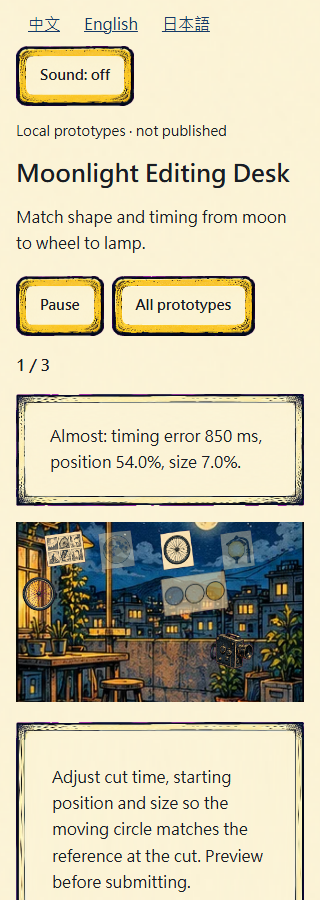 中文 English 日本語
Sound: off
Local prototypes · not published
Moonlight Editing Desk
Match shape and timing from moon
to wheel to lamp.
Pause All prototypes
1 / 3
Almost: timing error 850 ms,
position 54.0%, size 7.0%.
Adjust cut time, starting
position and size so the
moving circle matches the
reference at the cut. Preview
before submitting.